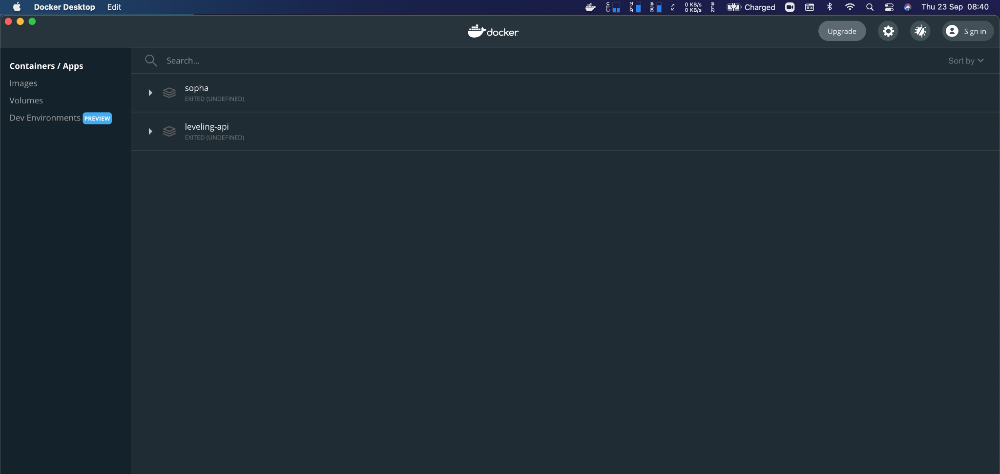 Docker Desktop Edit CPU MEM SSD 0 KB/s SEN Charged Thu 23 Sep 08:40
0 KB/s
docker
Upgrade
Sign in
Containers / Apps
Images
Volumes
Dev Environments PREVIEW
Search...
Sort by
sopha
EXITED (UNDEFINED)
leveling-api
EXITED (UNDEFINED)